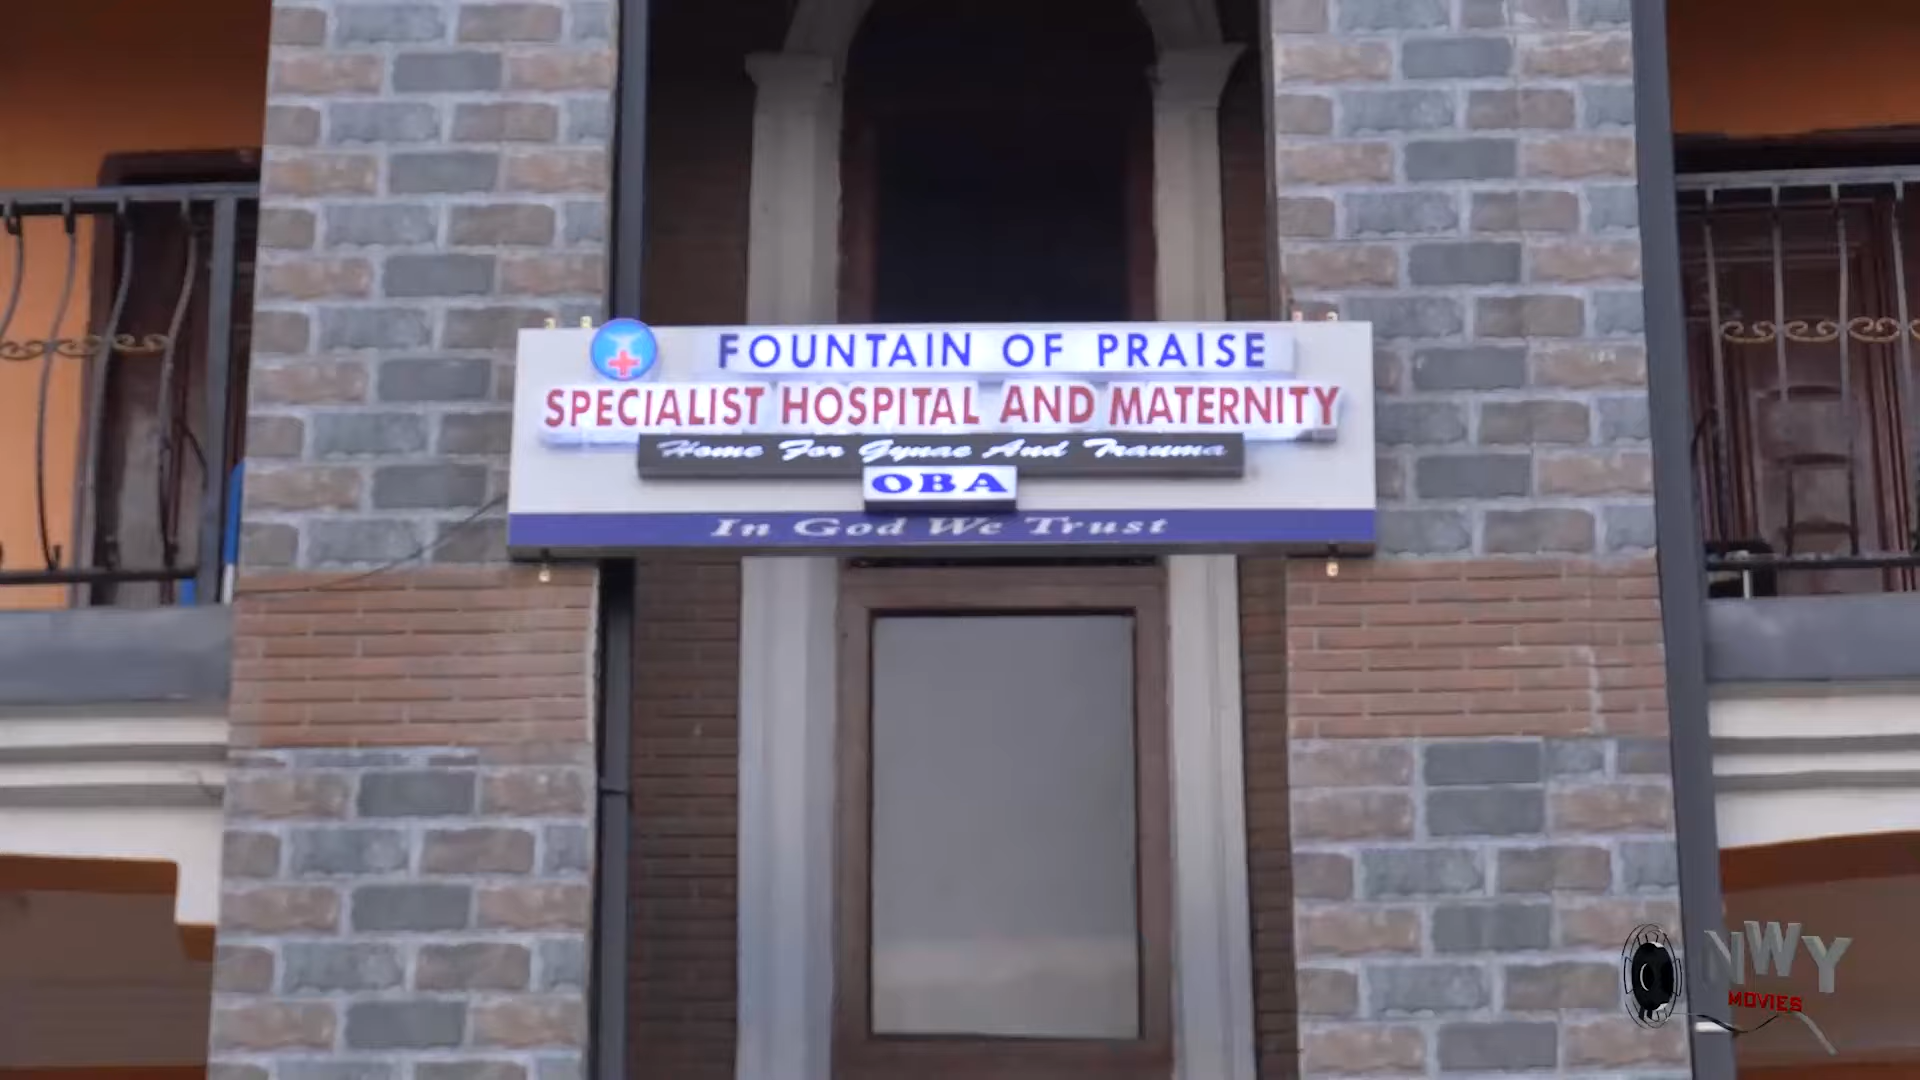 FOUNTAIN OF PRAISE
SPECIALIST HOSPITAL AND MATERNITY
Home For Gynae And Trauma
OBA
In God We Trust
NWY
MOVIES